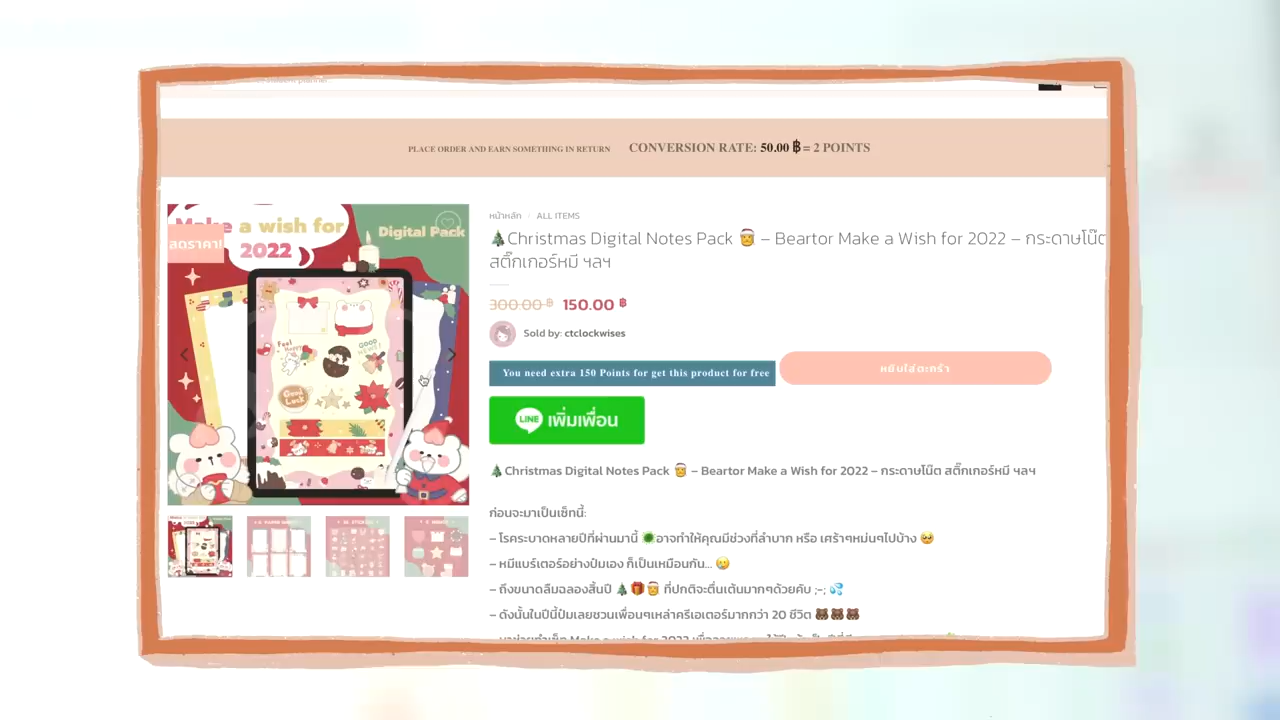 PLACE ORDER AND EARN SOMETHING IN RETURN CONVERSION RATE: 50.00 ฿ = 2 POINTS
Make a wish for
2022
Digital Pack
ลดราคา!
Feel Happy
GOOD
Good Luck
หน้าหลัก / ALL ITEMS
🎄Christmas Digital Notes Pack 🎅 – Beartor Make a Wish for 2022 – กระดาษโน๊ต
สติ๊กเกอร์หมี ฯลฯ
300.00 ฿ 150.00 ฿
Sold by: ctclockwises
You need extra 150 Points for get this product for free
หยิบใส่ตะกร้า
LINE เพิ่มเพื่อน
🎄Christmas Digital Notes Pack 🎅 – Beartor Make a Wish for 2022 – กระดาษโน๊ต สติ๊กเกอร์หมี ฯลฯ
ก่อนจะมาเป็นเซ็ทนี้:
– โรคระบาดหลายปีที่ผ่านมานี้ 🦠อาจทำให้คุณมีช่วงที่ลำบาก หรือ เศร้าๆหม่นๆไปบ้าง 🥺
– หมีแบร์เตอร์อย่างป๋มเอง ก็เป็นเหมือนกัน... 🥲
– ถึงขนาดลืมฉลองสิ้นปี 🎄🎁🎅 ที่ปกติจะตื่นเต้นมากๆด้วยคับ ;-; 💦
– ดังนั้นในปีนี้ป๋มเลยชวนเพื่อนๆเหล่าครีเอเตอร์มากกว่า 20 ชีวิต 🐻🐻🐻